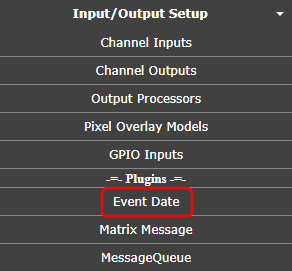 Input/Output Setup
Channel Inputs
Channel Outputs
Output Processors
Pixel Overlay Models
GPIO Inputs
-=- Plugins -=-
Event Date
Matrix Message
MessageQueue